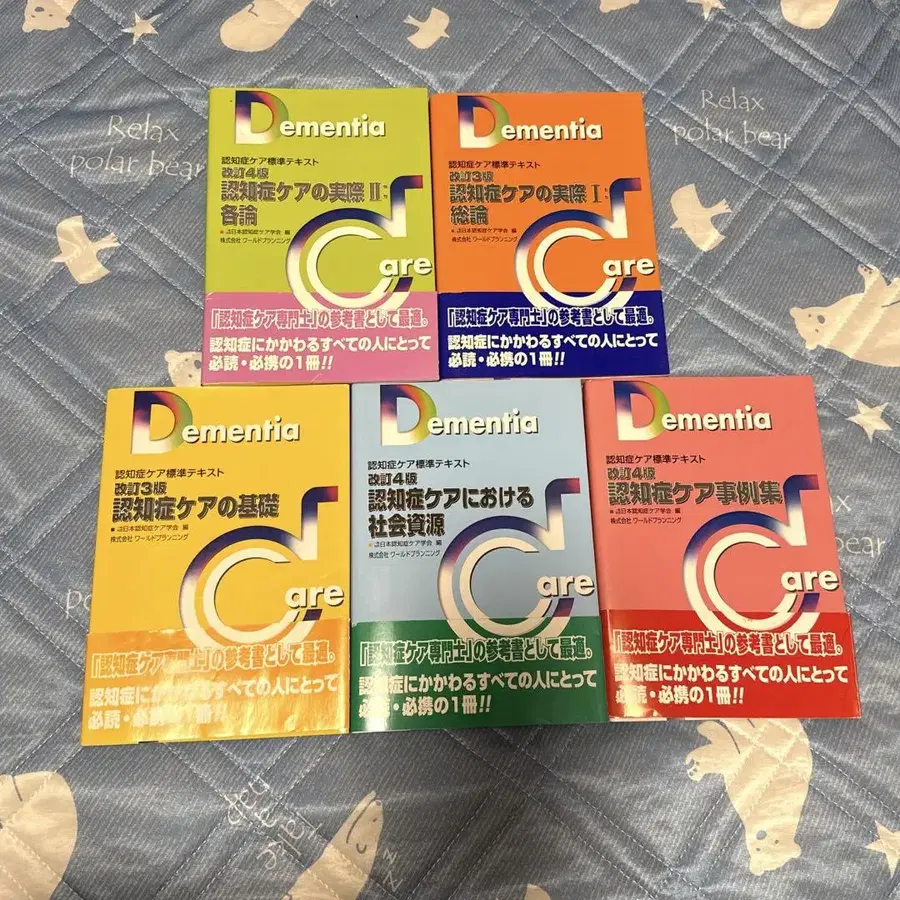 Relax
polar bear
Relax
polar bear
Dementia
認知症ケア標準テキスト
改訂4版
認知症ケアの実際Ⅱ:
各論
日本認知症ケア学会 編
株式会社 ワールドプランニング
Care
「認知症ケア専門士」の参考書として最適。
認知症にかかわるすべての人にとって
必読・必携の1冊!!
Dementia
認知症ケア標準テキスト
改訂3版
認知症ケアの実際Ⅰ:
総論
日本認知症ケア学会 編
株式会社 ワールドプランニング
Care
「認知症ケア専門士」の参考書として最適。
認知症にかかわるすべての人にとって
必読・必携の1冊!!
Dementia
認知症ケア標準テキスト
改訂3版
認知症ケアの基礎
日本認知症ケア学会 編
株式会社 ワールドプランニング
Care
「認知症ケア専門士」の参考書として最適。
認知症にかかわるすべての人にとって
必読・必携の1冊!!
Dementia
認知症ケア標準テキスト
改訂4版
認知症ケアにおける
社会資源
日本認知症ケア学会 編
株式会社 ワールドプランニング
Care
「認知症ケア専門士」の参考書として最適。
認知症にかかわるすべての人にとって
必読・必携の1冊!!
Dementia
認知症ケア標準テキスト
改訂4版
認知症ケア事例集
日本認知症ケア学会 編
株式会社 ワールドプランニング
Care
「認知症ケア専門士」の参考書として最適。
認知症にかかわるすべての人にとって
必読・必携の1冊!!
bear
Relax